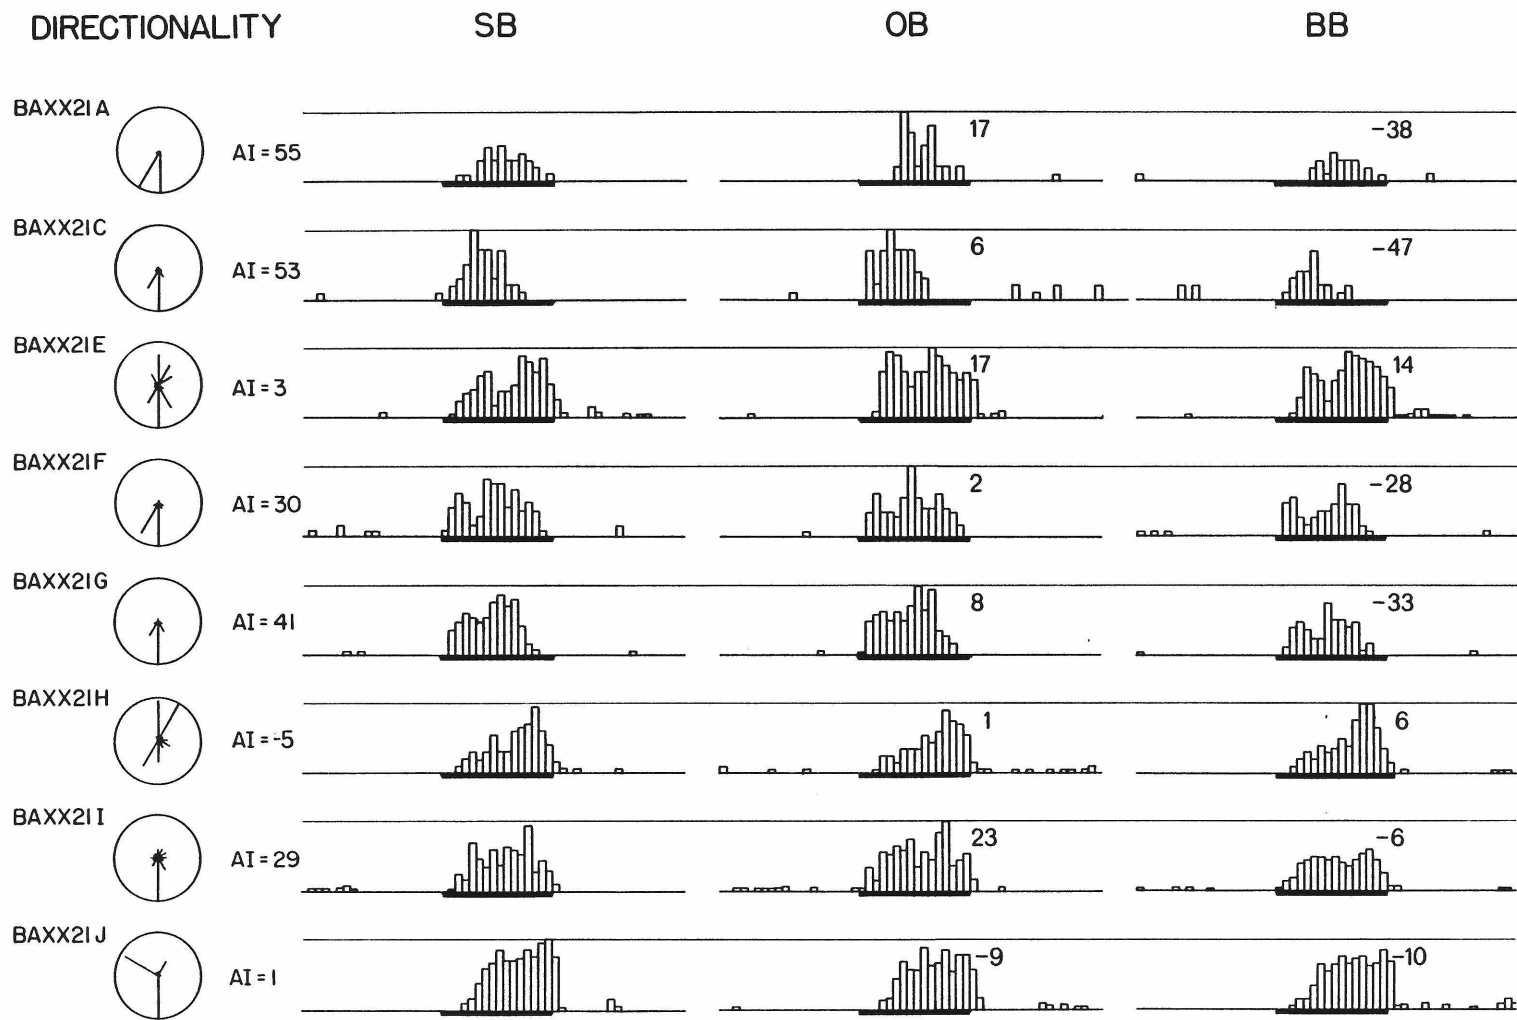 DIRECTIONALITY SB OB BB
BAXX21A
AI = 55 17 -38
BAXX21C
AI = 53 6 -47
BAXX21E
AI = 3 17 14
BAXX21F
AI = 30 2 -28
BAXX21G
AI = 41 8 -33
BAXX21H
AI = -5 1 6
BAXX21I
AI = 29 23 -6
BAXX21J
AI = 1 -9 -10